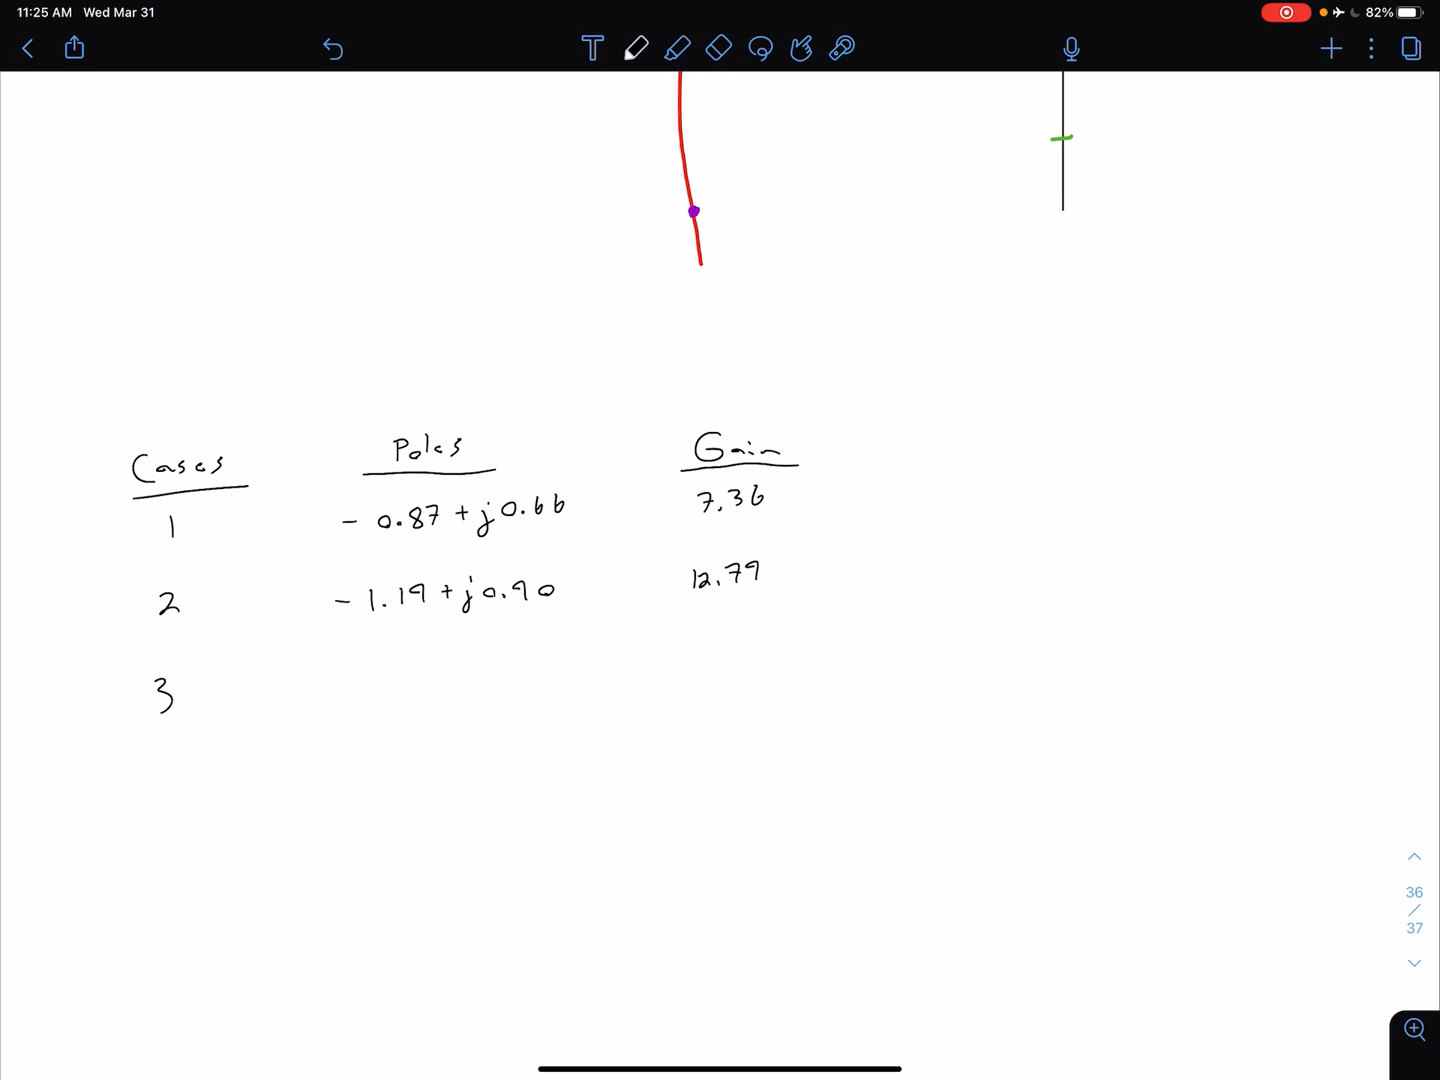 11:25 AM Wed Mar 31
82%
Cases Poles Gain
1 - 0.87 + j0.66 7.36
2 - 1.19 + j0.90 12.79
3
36
/
37